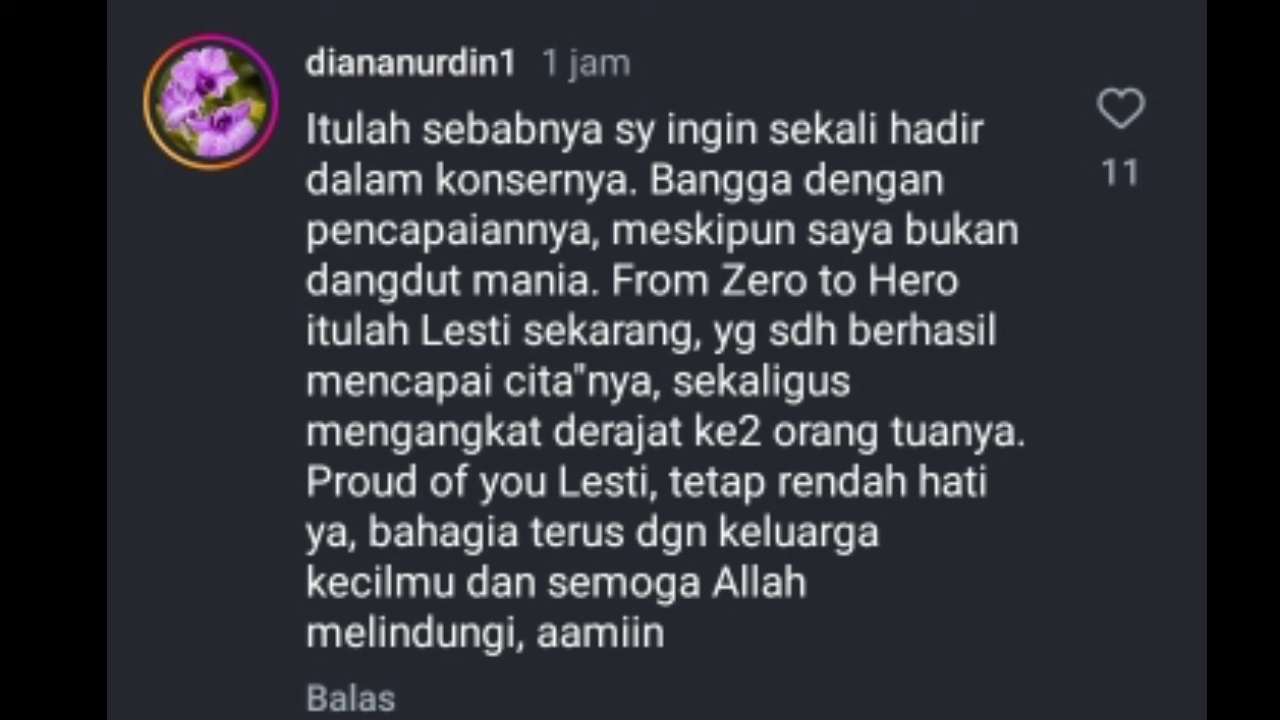 diananurdin1 1 jam
Itulah sebabnya sy ingin sekali hadir
dalam konsernya. Bangga dengan
pencapaiannya, meskipun saya bukan
dangdut mania. From Zero to Hero
itulah Lesti sekarang, yg sdh berhasil
mencapai cita"nya, sekaligus
mengangkat derajat ke2 orang tuanya.
Proud of you Lesti, tetap rendah hati
ya, bahagia terus dgn keluarga
kecilmu dan semoga Allah
melindungi, aamiin
Balas
11